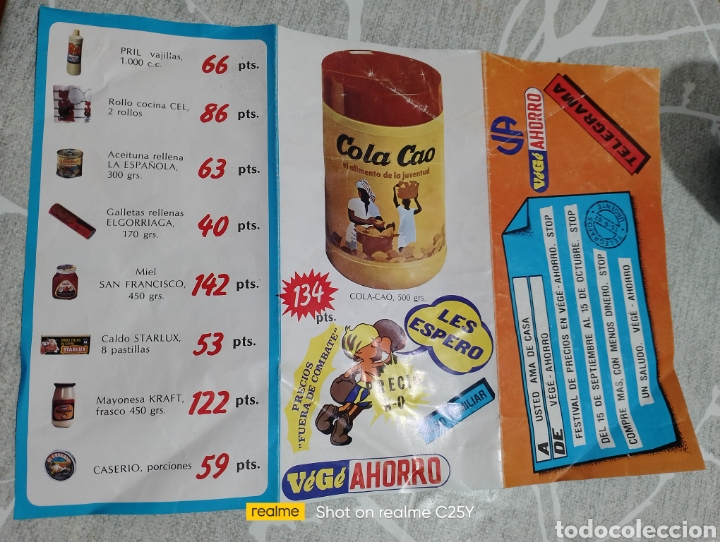 PRIL vajillas,
1.000 c.c.
66 pts.
Rollo cocina CEL,
2 rollos
86 pts.
Aceituna rellena
LA ESPAÑOLA,
300 grs.
63 pts.
Galletas rellenas
ELGORRIAGA,
170 grs.
40 pts.
Miel
SAN FRANCISCO,
450 grs.
142 pts.
Caldo STARLUX,
8 pastillas
53 pts.
STARLUX
Mayonesa KRAFT,
frasco 450 grs.
122 pts.
CASERIO, porciones
59 pts.
Cola Cao
el alimento de la juventud
COLA-CAO, 500 grs.
134
pts.
LES
ESPERO
PRECIOS
"FUERA DE COMBATE"
VéGé AHORRO
TELEGRAMA
VéGé AHORRO
A USTED AMA DE CASA
DE VÉGÉ-AHORRO. STOP
FESTIVAL DE PRECIOS EN VÉGÉ-AHORRO. STOP
DEL 15 DE SEPTIEMBRE AL 15 DE OCTUBRE. STOP
COMPRE MAS, CON MENOS DINERO. STOP
UN SALUDO. VÉGÉ-AHORRO
realme
Shot on realme C25Y
todocoleccion